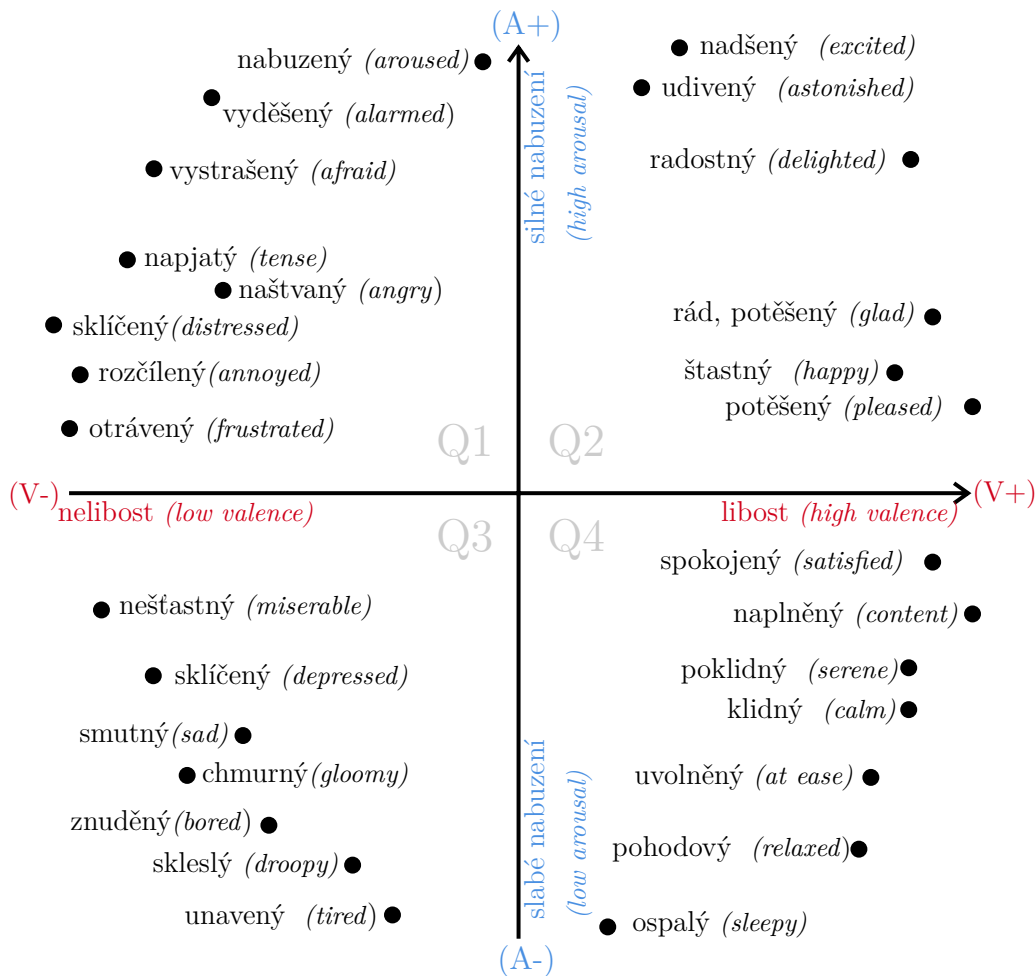 (A+)
nabuzený (aroused)
nadšený (excited)
vyděšený (alarmed)
udivený (astonished)
vystrašený (afraid)
radostný (delighted)
silné nabuzení
(high arousal)
napjatý (tense)
naštvaný (angry)
sklíčený(distressed)
rád, potěšený (glad)
rozčílený(annoyed)
štastný (happy)
otrávený (frustrated)
potěšený (pleased)
Q1
Q2
(V-)
(V+)
nelibost (low valence)
libost (high valence)
Q3
Q4
spokojený (satisfied)
nešťastný (miserable)
naplněný (content)
sklíčený (depressed)
poklidný (serene)
klidný (calm)
smutný(sad)
chmurný(gloomy)
uvolněný (at ease)
slabé nabuzení
(low arousal)
znuděný(bored)
skleslý (droopy)
pohodový (relaxed)
unavený (tired)
ospalý (sleepy)
(A-)